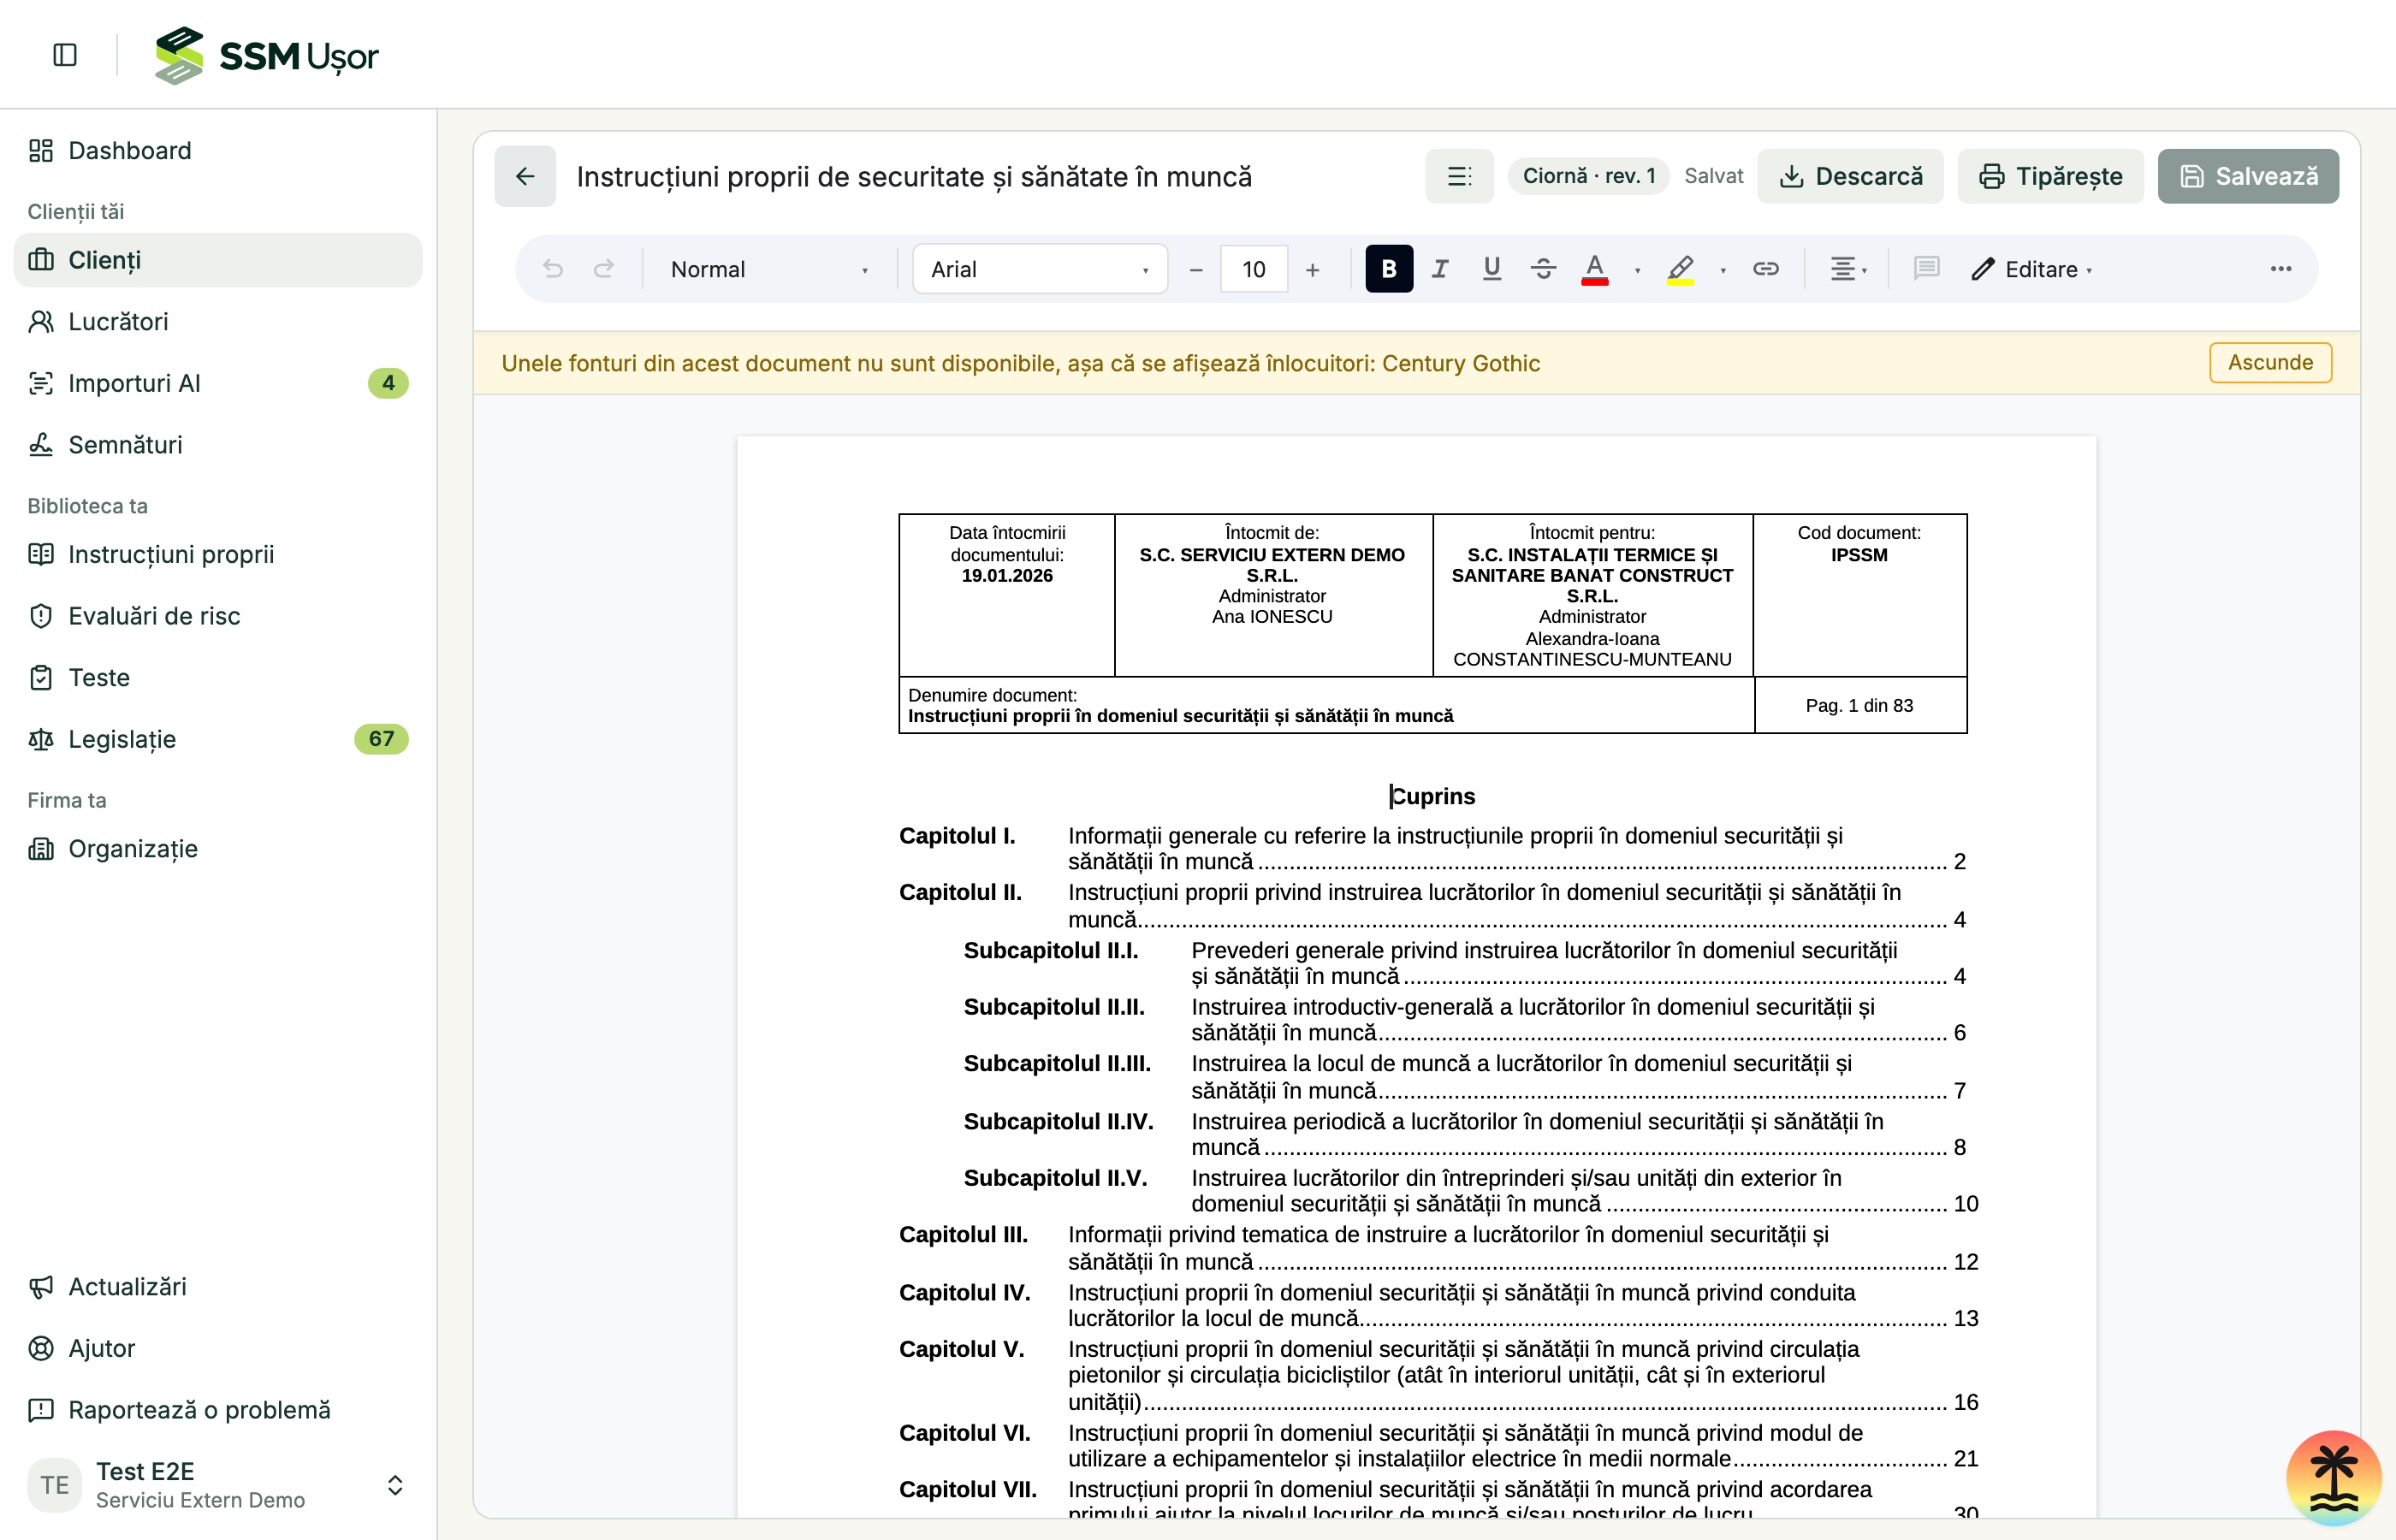 SSM Ușor
Dashboard
Clienții tăi
Clienți
Lucrători
Importuri AI 4
Semnături
Biblioteca ta
Instrucțiuni proprii
Evaluări de risc
Teste
Legislație 67
Firma ta
Organizație
Actualizări
Ajutor
Raportează o problemă
TE
Test E2E
Serviciu Extern Demo
Instrucțiuni proprii de securitate și sănătate în muncă
Ciornă · rev. 1
Salvat
Descarcă
Tipărește
Salvează
Normal
Arial
10
B I U S A
Editare
Unele fonturi din acest document nu sunt disponibile, așa că se afișează înlocuitori: Century Gothic
Ascunde
Data întocmirii
documentului:
19.01.2026
Întocmit de:
S.C. SERVICIU EXTERN DEMO
S.R.L.
Administrator
Ana IONESCU
Întocmit pentru:
S.C. INSTALAȚII TERMICE ȘI
SANITARE BANAT CONSTRUCT
S.R.L.
Administrator
Alexandra-Ioana
CONSTANTINESCU-MUNTEANU
Cod document:
IPSSM
Denumire document:
Instrucțiuni proprii în domeniul securității și sănătății în muncă
Pag. 1 din 83
Cuprins
Capitolul I. Informații generale cu referire la instrucțiunile proprii în domeniul securității și
sănătății în muncă 2
Capitolul II. Instrucțiuni proprii privind instruirea lucrătorilor în domeniul securității și sănătății în
muncă 4
Subcapitolul II.I. Prevederi generale privind instruirea lucrătorilor în domeniul securității
și sănătății în muncă 4
Subcapitolul II.II. Instruirea introductiv-generală a lucrătorilor în domeniul securității și
sănătății în muncă 6
Subcapitolul II.III. Instruirea la locul de muncă a lucrătorilor în domeniul securității și
sănătății în muncă 7
Subcapitolul II.IV. Instruirea periodică a lucrătorilor în domeniul securității și sănătății în
muncă 8
Subcapitolul II.V. Instruirea lucrătorilor din întreprinderi și/sau unități din exterior în
domeniul securității și sănătății în muncă 10
Capitolul III. Informații privind tematica de instruire a lucrătorilor în domeniul securității și
sănătății în muncă 12
Capitolul IV. Instrucțiuni proprii în domeniul securității și sănătății în muncă privind conduita
lucrătorilor la locul de muncă 13
Capitolul V. Instrucțiuni proprii în domeniul securității și sănătății în muncă privind circulația
pietonilor și circulația bicicliștilor (atât în interiorul unității, cât și în exteriorul
unității) 16
Capitolul VI. Instrucțiuni proprii în domeniul securității și sănătății în muncă privind modul de
utilizare a echipamentelor și instalațiilor electrice în medii normale 21
Capitolul VII. Instrucțiuni proprii în domeniul securității și sănătății în muncă privind acordarea
primului ajutor la nivelul locurilor de muncă și/sau posturilor de lucru 30